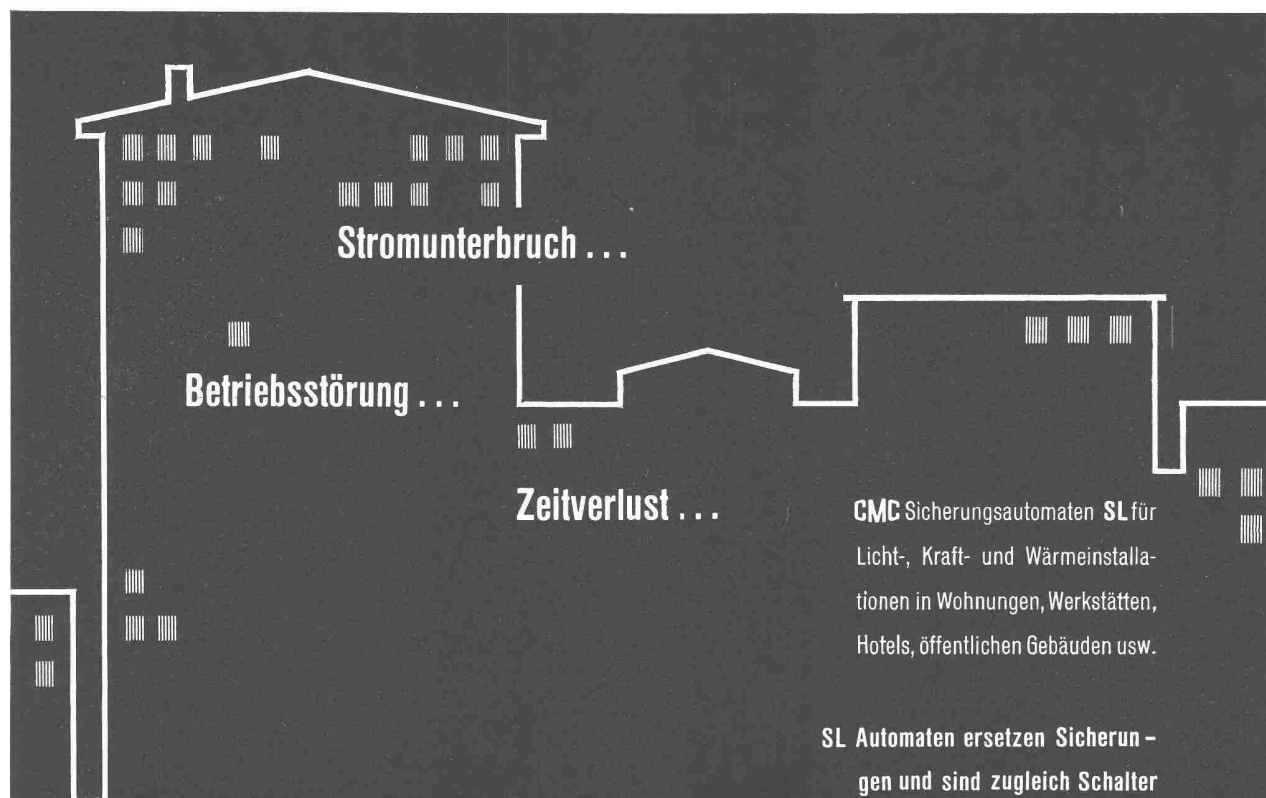 Stromunterbruch ...
Betriebsstörung ...
Zeitverlust ...
CMC Sicherungsautomaten SL für
Licht-, Kraft- und Wärmeinstalla-
tionen in Wohnungen, Werkstätten,
Hotels, öffentlichen Gebäuden usw.
SL Automaten ersetzen Sicherun-
gen und sind zugleich Schalter